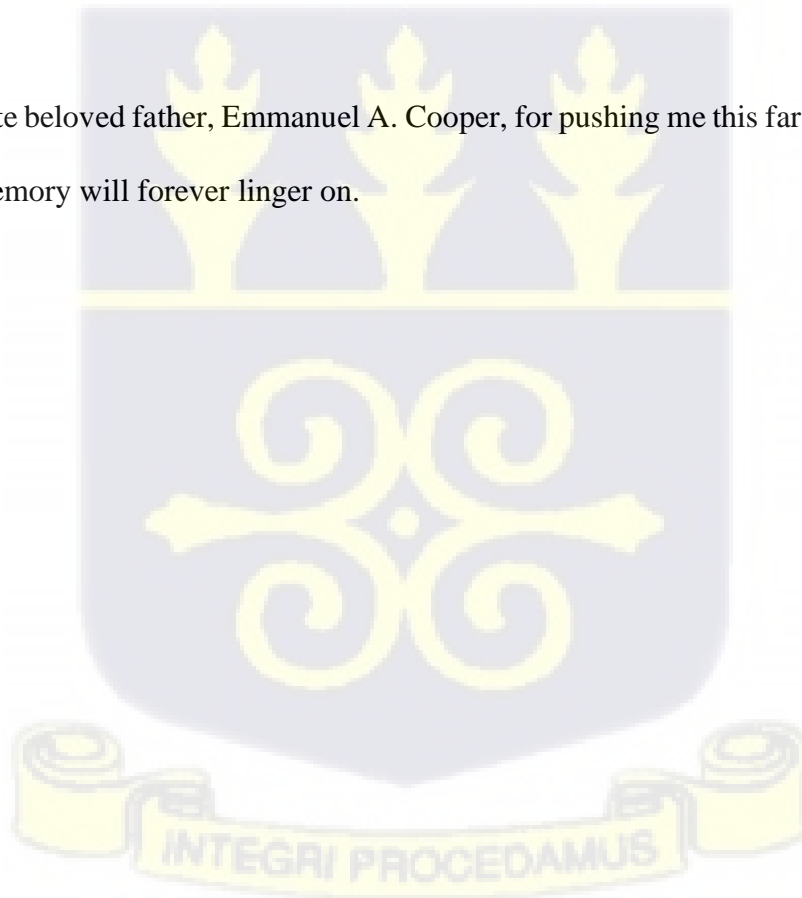 te beloved father, Emmanuel A. Cooper, for pushing me this far
emory will forever linger on.
INTEGRI PROCEDAMUS